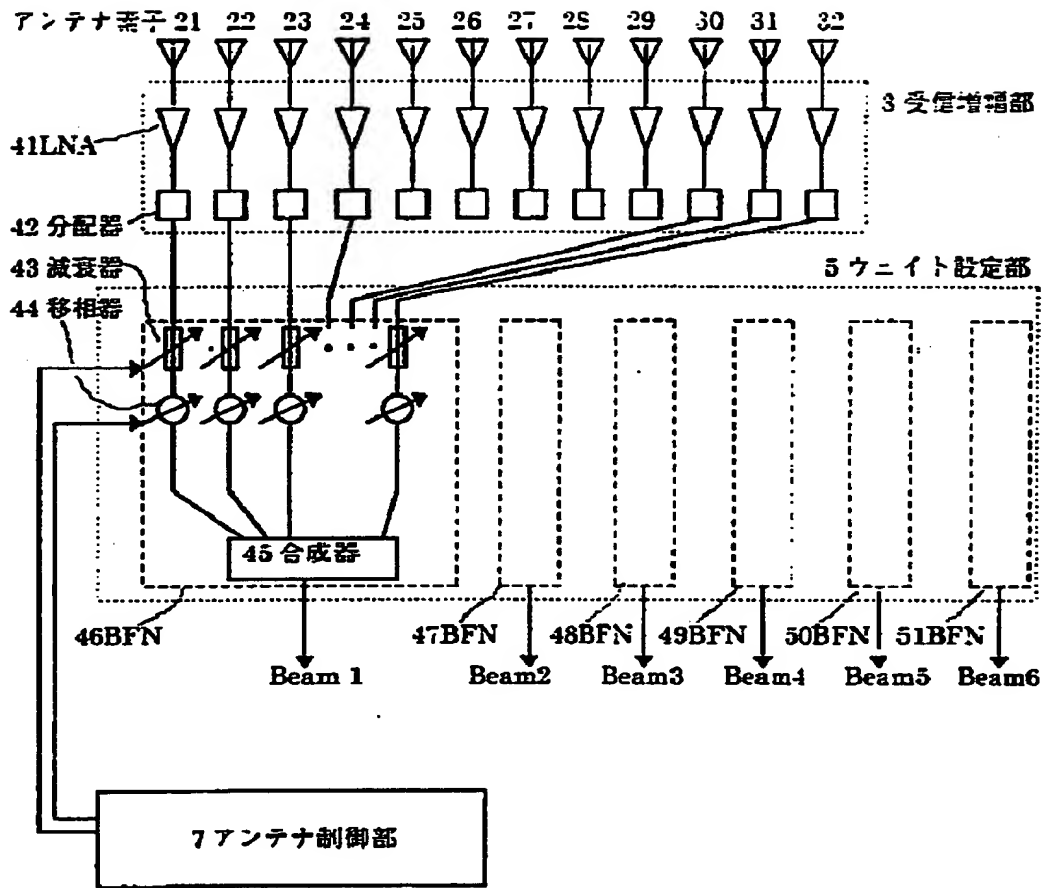 アンテナ素子 21 22 23 24 25 26 27 28 29 30 31 32
3 受信増幅部
41LNA
42 分配器
43 減衰器
5 ウェイト設定部
44 移相器
45 合成器
46BFN
47BFN
48BFN
49BFN
50BFN
51BFN
Beam 1
Beam2
Beam3
Beam4
Beam5
Beam6
7 アンテナ制御部